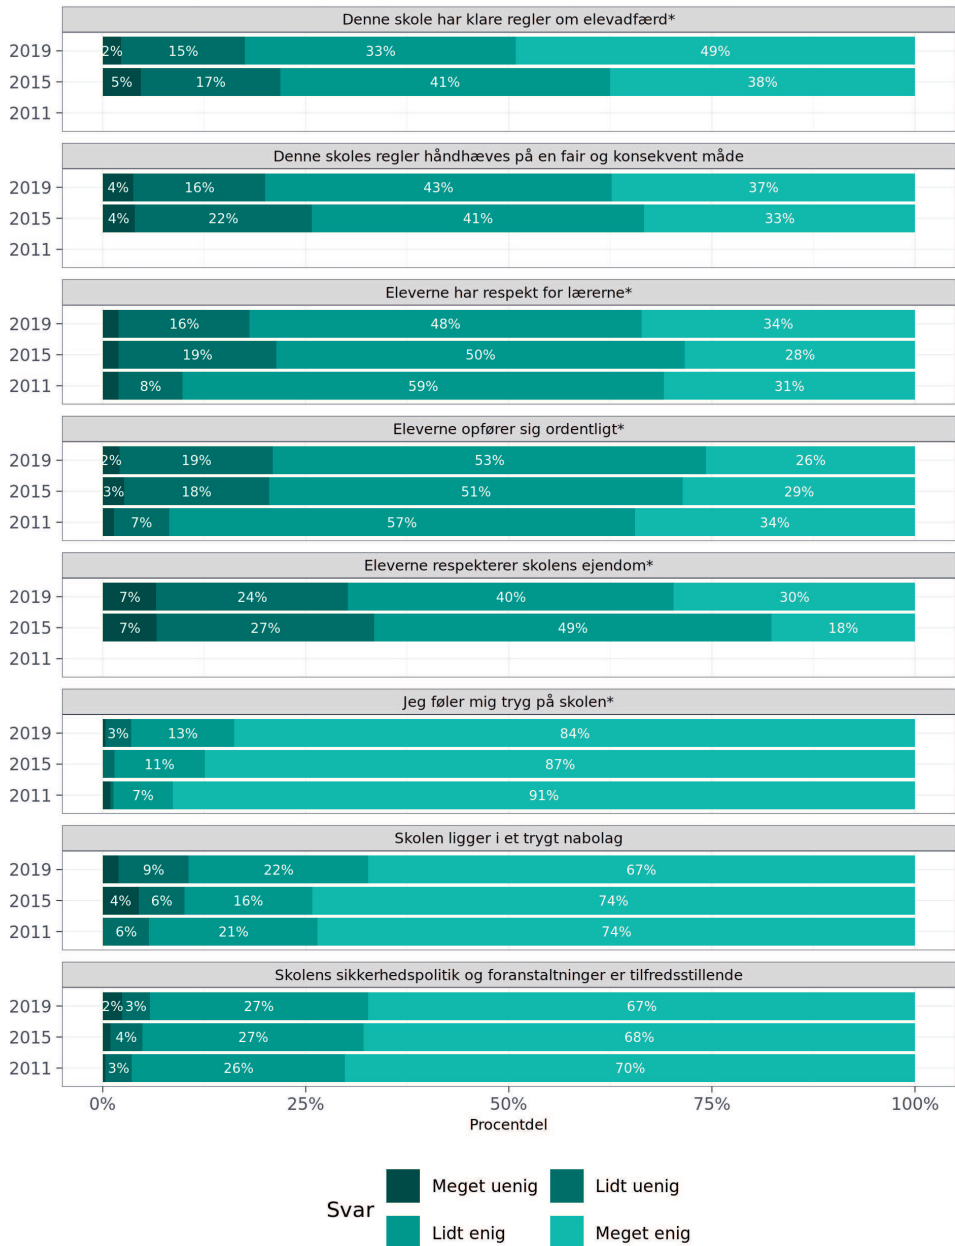 Denne skole har klare regler om elevadfærd*
2019 2% 15% 33% 49%
2015 5% 17% 41% 38%
2011
Denne skoles regler håndhæves på en fair og konsekvent måde
2019 4% 16% 43% 37%
2015 4% 22% 41% 33%
2011
Eleverne har respekt for lærerne*
2019 16% 48% 34%
2015 19% 50% 28%
2011 8% 59% 31%
Eleverne opfører sig ordentligt*
2019 2% 19% 53% 26%
2015 3% 18% 51% 29%
2011 7% 57% 34%
Eleverne respekterer skolens ejendom*
2019 7% 24% 40% 30%
2015 7% 27% 49% 18%
2011
Jeg føler mig tryg på skolen*
2019 3% 13% 84%
2015 11% 87%
2011 7% 91%
Skolen ligger i et trygt nabolag
2019 9% 22% 67%
2015 4% 6% 16% 74%
2011 6% 21% 74%
Skolens sikkerhedspolitik og foranstaltninger er tilfredsstillende
2019 2% 3% 27% 67%
2015 4% 27% 68%
2011 3% 26% 70%
0% 25% 50% 75% 100%
Procentdel
Svar
Meget uenig Lidt uenig
Lidt enig Meget enig